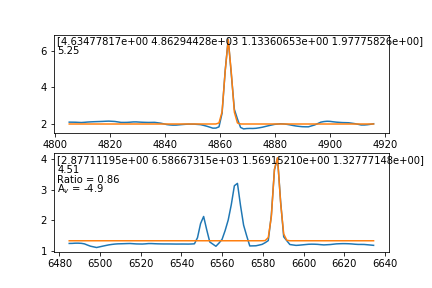 [4.63477817e+00 4.86294428e+03 1.13360653e+00 1.97775826e+00]
5.25
6
4
2
4800 4820 4840 4860 4880 4900 4920
[2.87711195e+00 6.58667315e+03 1.56915210e+00 1.32777148e+00]
4.51
Ratio = 0.86
Av = -4.9
4
3
2
1
6480 6500 6520 6540 6560 6580 6600 6620 6640